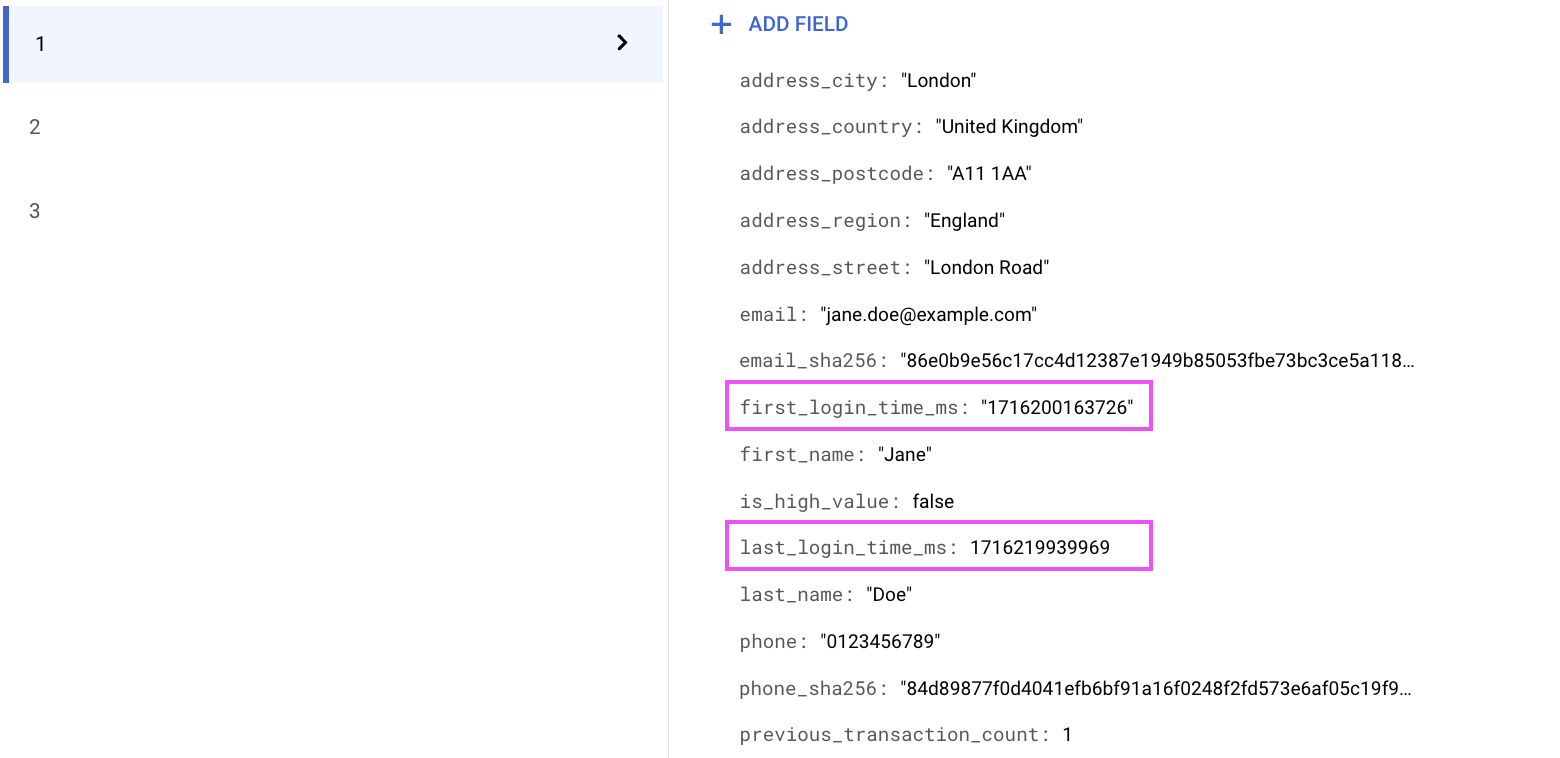 1
2
3
ADD FIELD
address_city: "London"
address_country: "United Kingdom"
address_postcode: "A11 1AA"
address_region: "England"
address_street: "London Road"
email: "jane.doe@example.com"
email_sha256: "86e0b9e56c17cc4d12387e1949b85053fbe73bc3ce5a118...
first_login_time_ms: "1716200163726"
first_name: "Jane"
is_high_value: false
last_login_time_ms: 1716219939969
last_name: "Doe"
phone: "0123456789"
phone_sha256: "84d89877f0d4041efb6bf91a16f0248f2fd573e6af05c19f9...
previous_transaction_count: 1